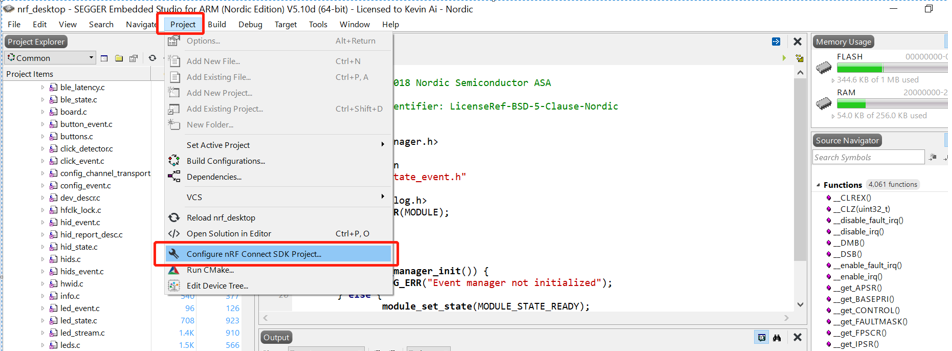 nrf_desktop - SEGGER Embedded Studio for ARM (Nordic Edition) V5.10d (64-bit) - Licensed to Kevin Ai - Nordic
File Edit View Search Navigate Project Build Debug Target Tools Window Help
Project Explorer
Common
Project Items
ble_latency.c
ble_state.c
board.c
button_event.c
buttons.c
click_detector.c
click_event.c
config_channel_transport
config_event.c
dev_descr.c
hfclk_lock.c
hid_event.c
hid_report_desc.c
hid_state.c
hids.c
hids_event.c
hwid.c
info.c 540 377
led_event.c 96 126
led_state.c 708 923
led_stream.c 1.4K 910
leds.c 1.5K 566
Options... Alt+Return
Add New File... Ctrl+N
Add Existing File... Ctrl+P, A
Add New Project...
Add Existing Project... Ctrl+Shift+D
New Folder...
Set Active Project
Build Configurations...
Dependencies...
VCS
Reload nrf_desktop
Open Solution in Editor Ctrl+P, O
Configure nRF Connect SDK Project...
Run CMake...
Edit Device Tree...
018 Nordic Semiconductor ASA
entifier: LicenseRef-BSD-5-Clause-Nordic
nager.h>
n
tate_event.h"
log.h>
R(MODULE);
manager_init()) {
G_ERR("Event manager not initialized");
} else {
module_set_state(MODULE_STATE_READY);
Output
Memory Usage
FLASH 00000000-0
344.6 KB of 1 MB used
RAM 20000000-2
54.0 KB of 256.0 KB used
Source Navigator
Search Symbols
Functions 4,061 functions
__CLREX()
__CLZ(uint32_t)
__disable_fault_irq()
__disable_irq()
__DMB()
__DSB()
__enable_fault_irq()
__enable_irq()
__get_APSR()
__get_BASEPRI()
__get_CONTROL()
__get_FAULTMASK()
__get_FPSCR()
__get_IPSR()